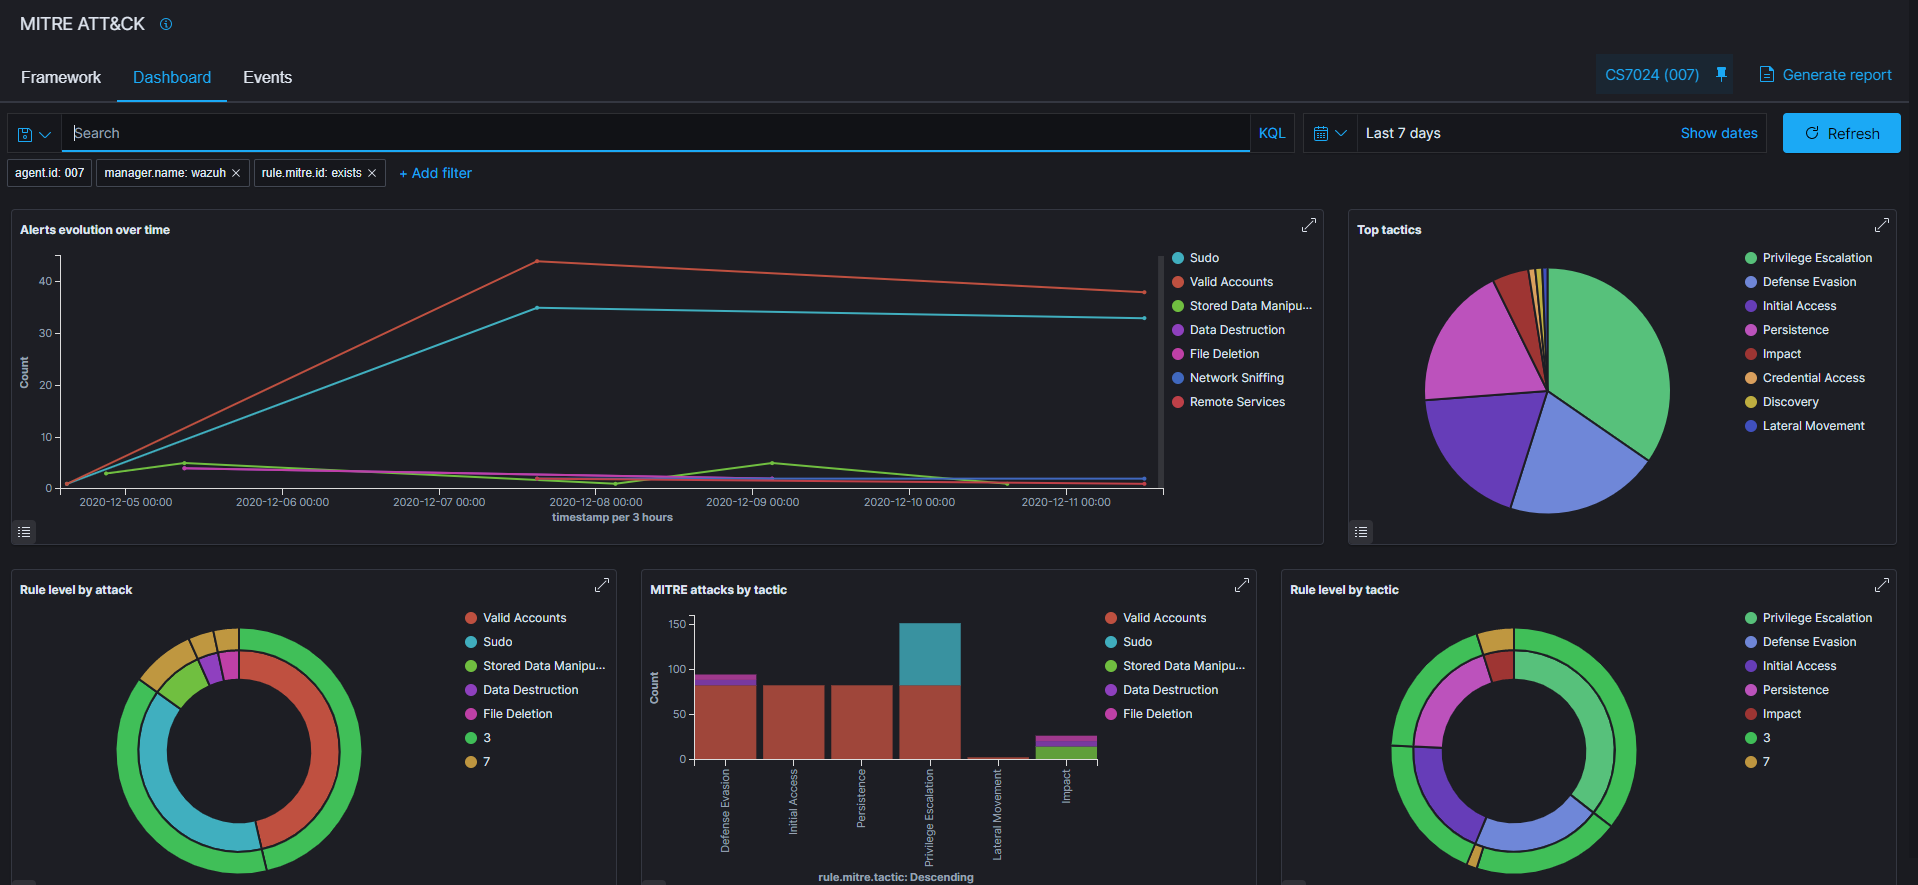 MITRE ATT&CK
Framework Dashboard Events
CS7024 (007) Generate report
Search
KQL
Last 7 days
Show dates
Refresh
agent.id: 007
manager.name: wazuh ×
rule.mitre.id: exists ×
+ Add filter
Alerts evolution over time
Count
40
30
20
10
0
2020-12-05 00:00
2020-12-06 00:00
2020-12-07 00:00
2020-12-08 00:00
2020-12-09 00:00
2020-12-10 00:00
2020-12-11 00:00
timestamp per 3 hours
Sudo
Valid Accounts
Stored Data Manipu...
Data Destruction
File Deletion
Network Sniffing
Remote Services
Top tactics
Privilege Escalation
Defense Evasion
Initial Access
Persistence
Impact
Credential Access
Discovery
Lateral Movement
Rule level by attack
Valid Accounts
Sudo
Stored Data Manipu...
Data Destruction
File Deletion
3
7
MITRE attacks by tactic
Count
150
100
50
0
Defense Evasion
Initial Access
Persistence
Privilege Escalation
Lateral Movement
Impact
rule.mitre.tactic: Descending
Valid Accounts
Sudo
Stored Data Manipu...
Data Destruction
File Deletion
Rule level by tactic
Privilege Escalation
Defense Evasion
Initial Access
Persistence
Impact
3
7